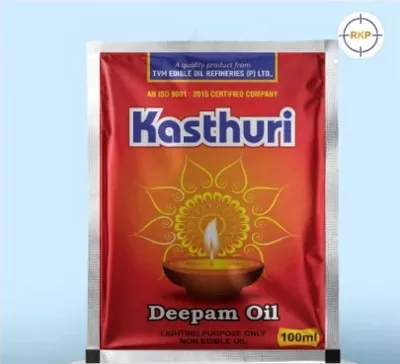 RKP
A quality product from
TVM EDIBLE OIL REFINERIES (P) LTD.,
AN ISO 9001 : 2015 CERTIFIED COMPANY
Kasthuri
Deepam Oil
LIGHTING PURPOSE ONLY
NON EDIBLE OIL
100ml